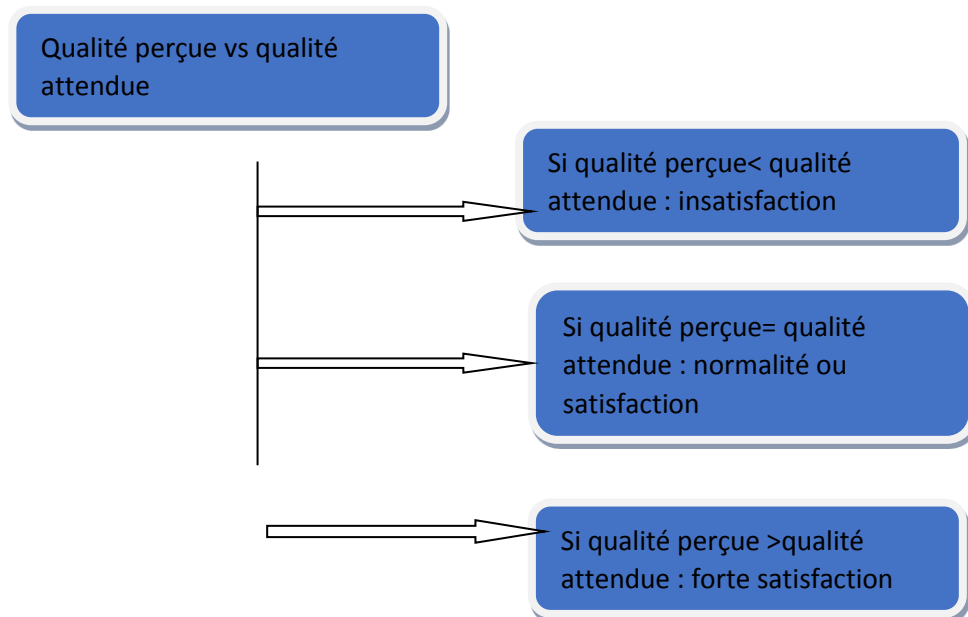 Qualité perçue vs qualité
attendue
Si qualité perçue< qualité
attendue : insatisfaction
Si qualité perçue= qualité
attendue : normalité ou
satisfaction
Si qualité perçue >qualité
attendue : forte satisfaction